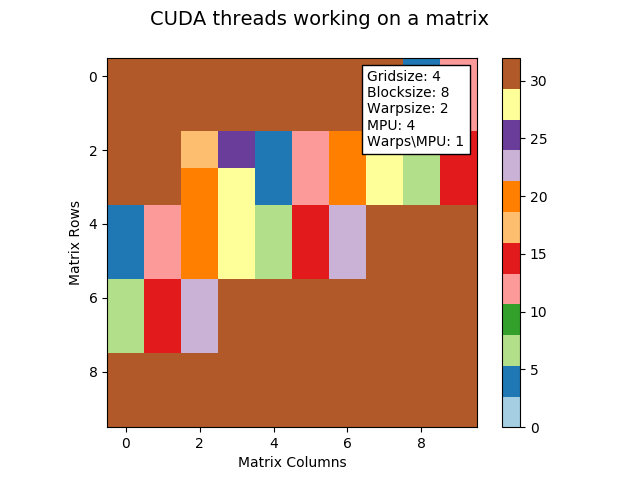 CUDA threads working on a matrix
Gridsize: 4
Blocksize: 8
Warpsize: 2
MPU: 4
Warps\MPU: 1
0
2
4
6
8
Matrix Rows
0 2 4 6 8
Matrix Columns
30
25
20
15
10
5
0